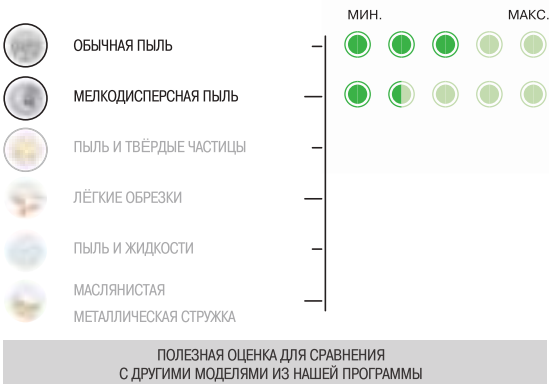 МИН. МАКС.
ОБЫЧНАЯ ПЫЛЬ
МЕЛКОДИСПЕРСНАЯ ПЫЛЬ
ПЫЛЬ И ТВЁРДЫЕ ЧАСТИЦЫ
ЛЁГКИЕ ОБРЕЗКИ
ПЫЛЬ И ЖИДКОСТИ
МАСЛЯНИСТАЯ
МЕТАЛЛИЧЕСКАЯ СТРУЖКА
ПОЛЕЗНАЯ ОЦЕНКА ДЛЯ СРАВНЕНИЯ
С ДРУГИМИ МОДЕЛЯМИ ИЗ НАШЕЙ ПРОГРАММЫ